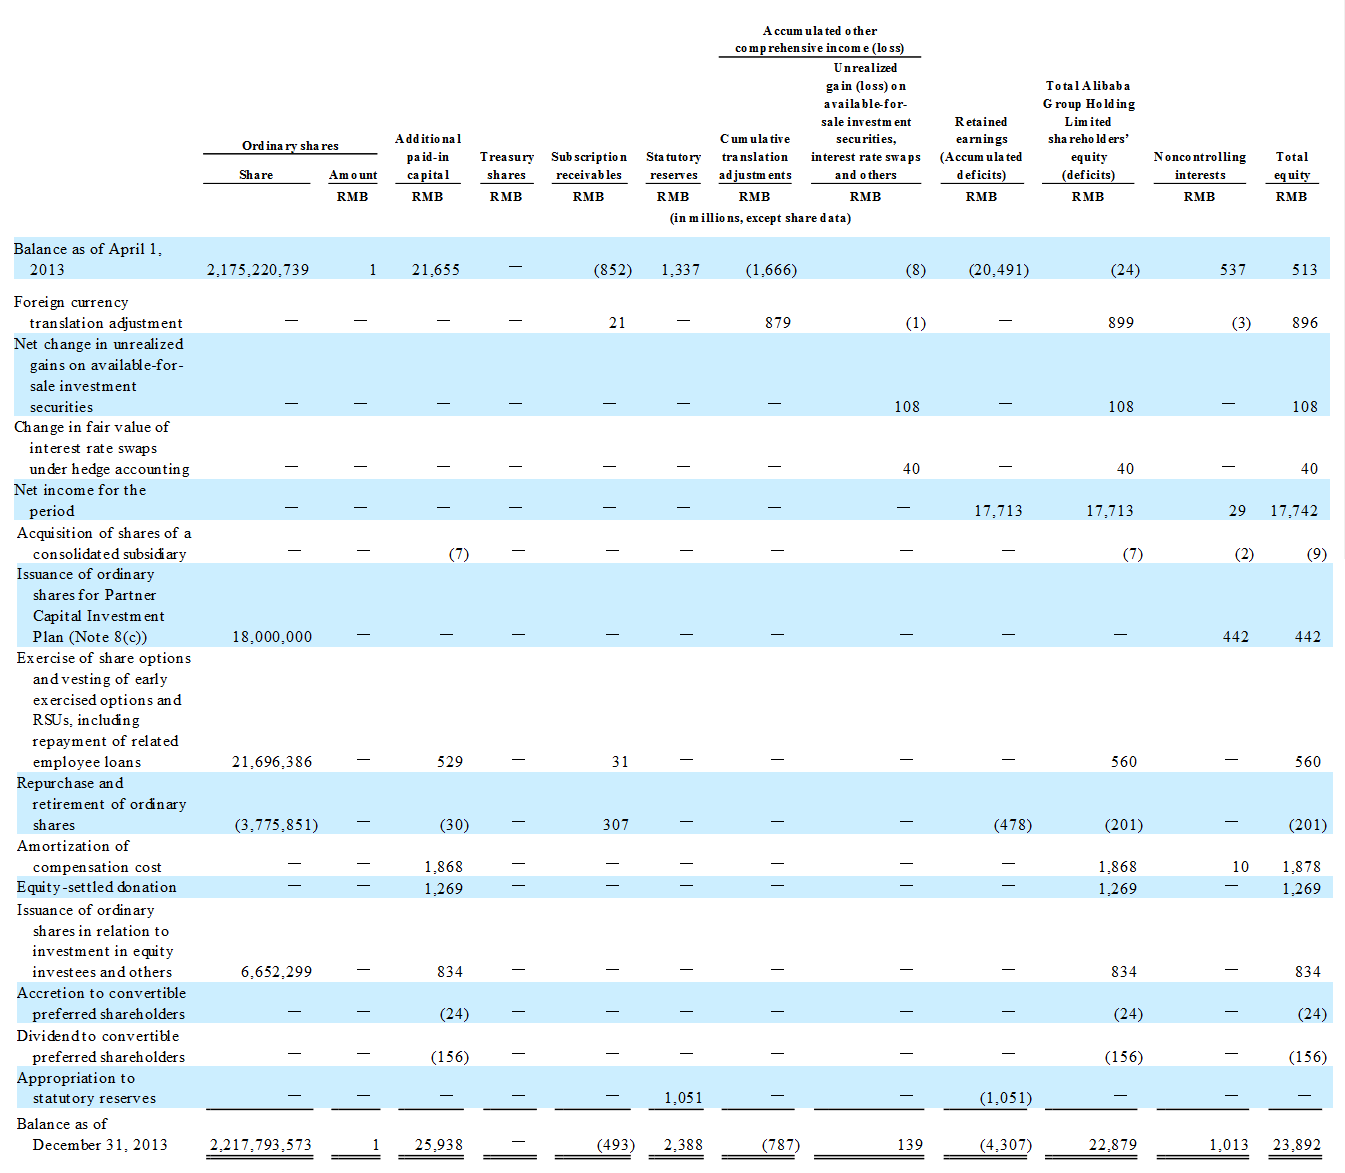 Accumulated other
comprehensive income (loss)
Unrealized
gain (loss) on
available-for-
sale investment
securities,
interest rate swaps
and others
Total Alibaba
Group Holding
Limited
shareholders'
equity
(deficits)
Retained
earnings
(Accumulated
deficits)
Ordinary shares
Additional
paid-in
capital
Treasury
shares
Subscription
receivables
Statutory
reserves
Cumulative
translation
adjustments
Noncontrolling
interests
Total
equity
Share Amount
RMB RMB RMB RMB RMB RMB RMB RMB RMB RMB RMB
(in millions, except share data)
Balance as of April 1,
2013 2,175,220,739 1 21,655 — (852) 1,337 (1,666) (8) (20,491) (24) 537 513
Foreign currency
translation adjustment — — — — 21 — 879 (1) — 899 (3) 896
Net change in unrealized
gains on available-for-
sale investment
securities — — — — — — — 108 — 108 — 108
Change in fair value of
interest rate swaps
under hedge accounting — — — — — — — 40 — 40 — 40
Net income for the
period — — — — — — — — 17,713 17,713 29 17,742
Acquisition of shares of a
consolidated subsidiary — — (7) — — — — — — (7) (2) (9)
Issuance of ordinary
shares for Partner
Capital Investment
Plan (Note 8(c)) 18,000,000 — — — — — — — — — 442 442
Exercise of share options
and vesting of early
exercised options and
RSUs, including
repayment of related
employee loans 21,696,386 — 529 — 31 — — — — 560 — 560
Repurchase and
retirement of ordinary
shares (3,775,851) — (30) — 307 — — — (478) (201) — (201)
Amortization of
compensation cost — — 1,868 — — — — — — 1,868 10 1,878
Equity-settled donation — — 1,269 — — — — — — 1,269 — 1,269
Issuance of ordinary
shares in relation to
investment in equity
investees and others 6,652,299 — 834 — — — — — — 834 — 834
Accretion to convertible
preferred shareholders — — (24) — — — — — — (24) — (24)
Dividend to convertible
preferred shareholders — — (156) — — — — — — (156) — (156)
Appropriation to
statutory reserves — — — — — 1,051 — — (1,051) — — —
Balance as of
December 31, 2013 2,217,793,573 1 25,938 — (493) 2,388 (787) 139 (4,307) 22,879 1,013 23,892